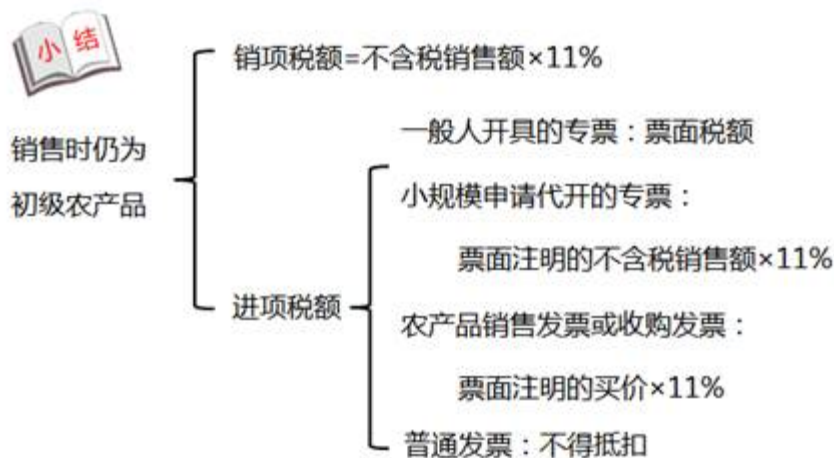 小结
销售时仍为
初级农产品
销项税额=不含税销售额×11%
进项税额
一般人开具的专票：票面税额
小规模申请代开的专票：
票面注明的不含税销售额×11%
农产品销售发票或收购发票：
票面注明的买价×11%
普通发票：不得抵扣